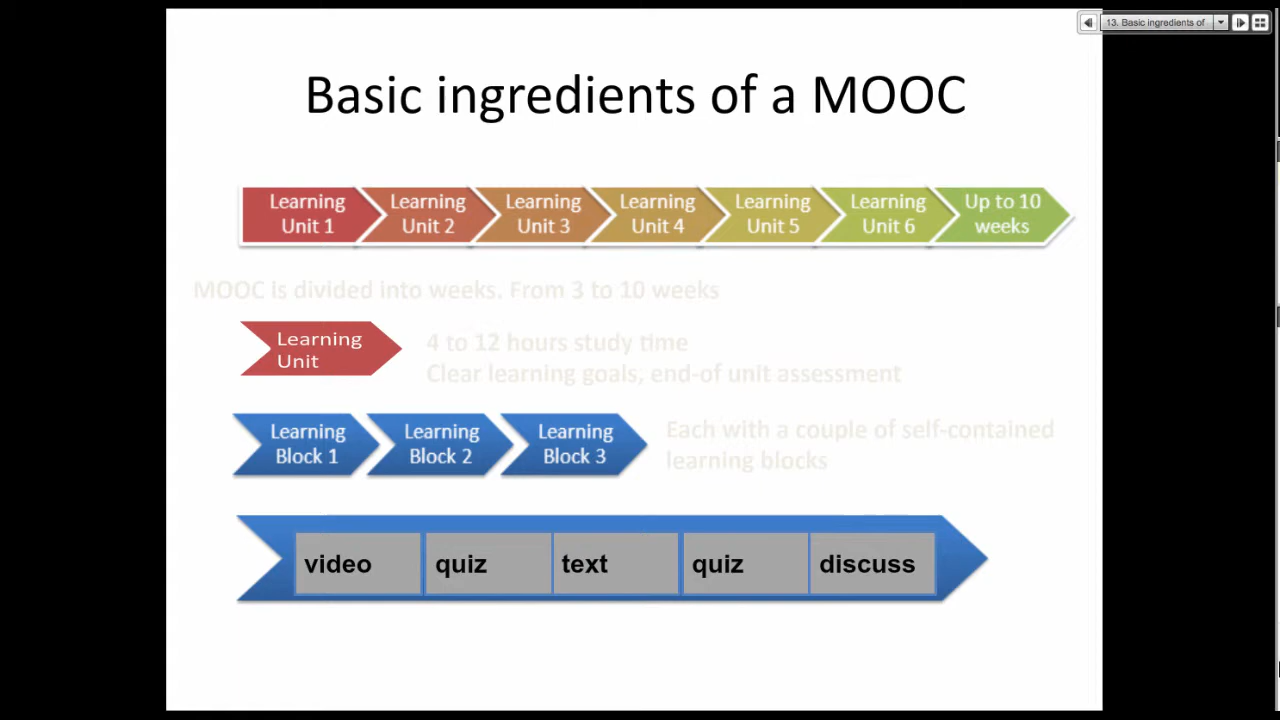 13. Basic ingredients of
Basic ingredients of a MOOC
Learning Unit 1
Learning Unit 2
Learning Unit 3
Learning Unit 4
Learning Unit 5
Learning Unit 6
Up to 10 weeks
MOOC is divided into weeks. From 3 to 10 weeks
Learning Unit
4 to 12 hours study time
Clear learning goals; end-of unit assessment
Learning Block 1
Learning Block 2
Learning Block 3
Each with a couple of self-contained
learning blocks
video
quiz
text
quiz
discuss